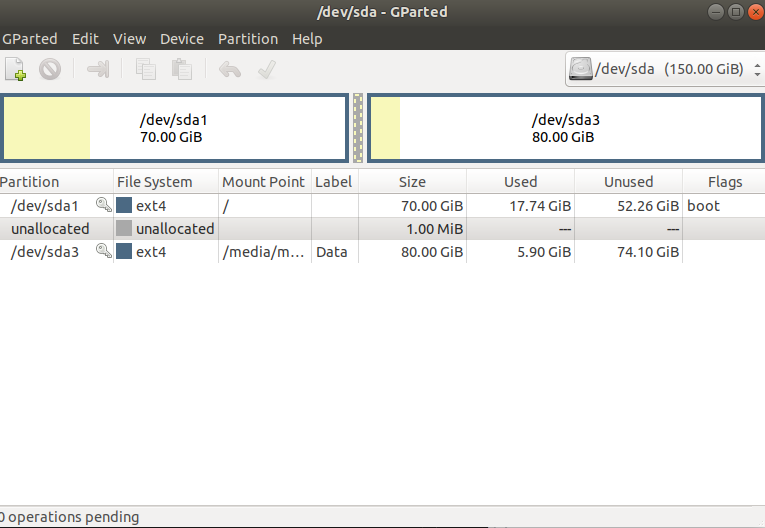 /dev/sda - GParted
GParted Edit View Device Partition Help
/dev/sda (150.00 GiB)
/dev/sda1
70.00 GiB
/dev/sda3
80.00 GiB
Partition File System Mount Point Label Size Used Unused Flags
/dev/sda1 ext4 / 70.00 GiB 17.74 GiB 52.26 GiB boot
unallocated unallocated 1.00 MiB --- ---
/dev/sda3 ext4 /media/m... Data 80.00 GiB 5.90 GiB 74.10 GiB
0 operations pending